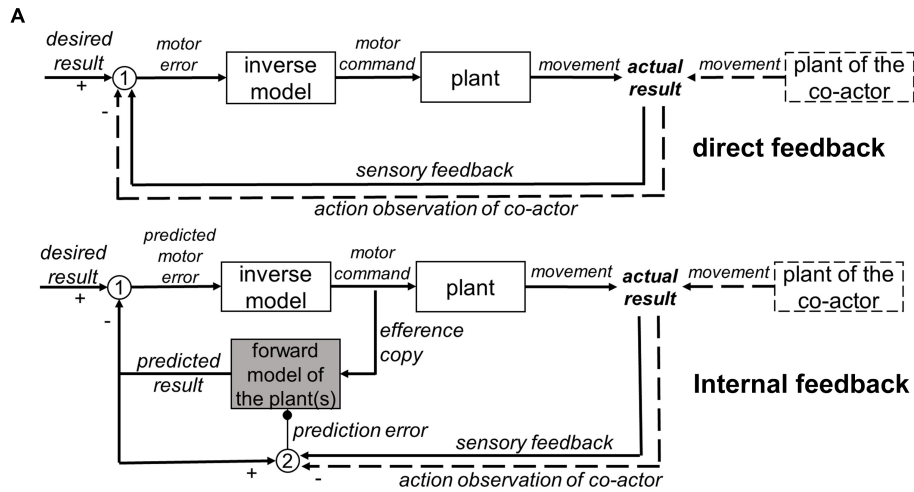 A
desired
result
+
-
1
motor
error
inverse
model
motor
command
plant
movement
actual
result
movement
plant of the
co-actor
direct feedback
sensory feedback
action observation of co-actor
desired
result
+
-
1
predicted
motor
error
inverse
model
motor
command
plant
movement
actual
result
movement
plant of the
co-actor
efference
copy
predicted
result
forward
model of
the plant(s)
Internal feedback
prediction error
sensory feedback
2
+
-
action observation of co-actor